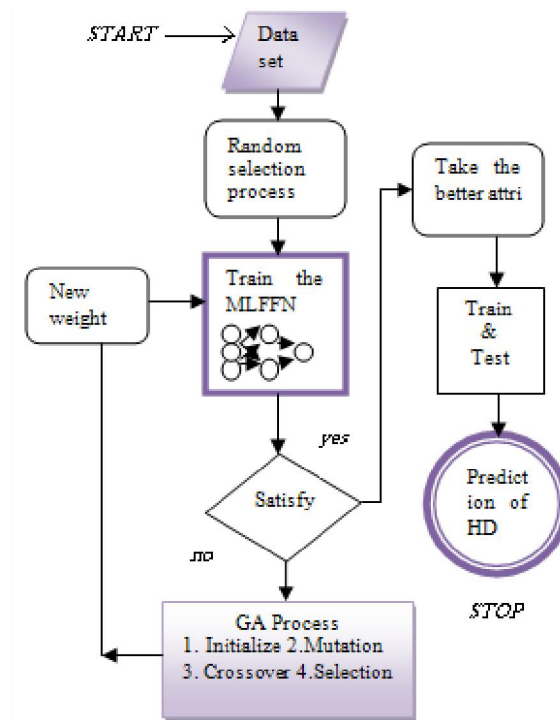 START
Data
set
Random
selection
process
Train the
MLFFN
New
weight
Satisfy
yes
no
GA Process
1. Initialize 2.Mutation
3. Crossover 4.Selection
Take the
better attri
Train
&
Test
Predict
ion of
HD
STOP